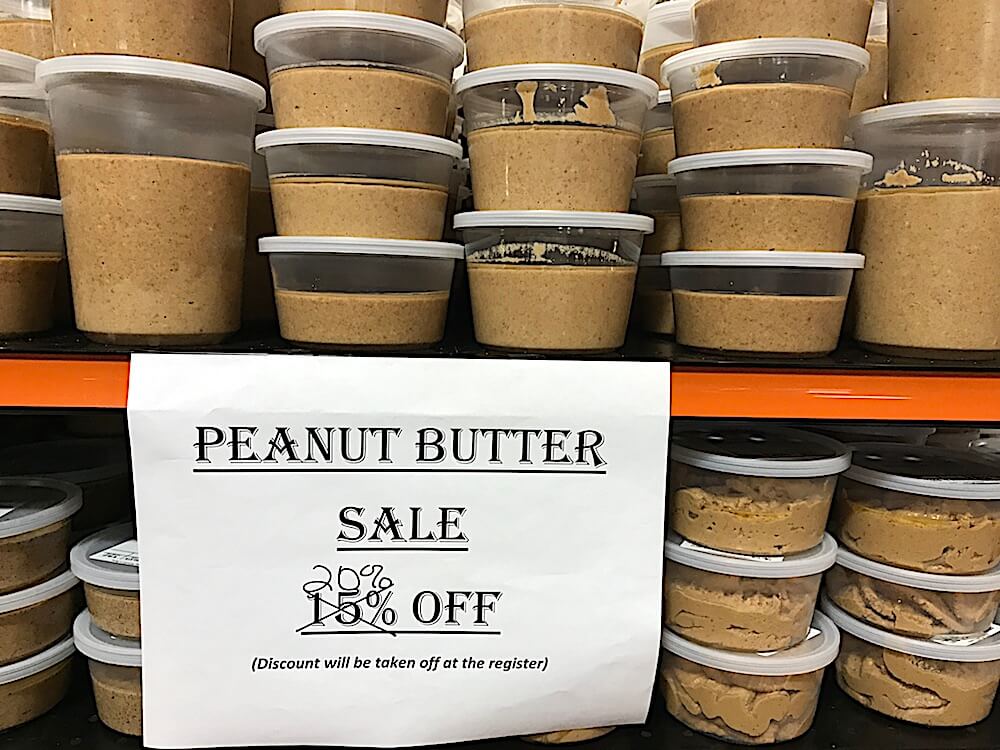 PEANUT BUTTER
SALE
20%
15% OFF
(Discount will be taken off at the register)